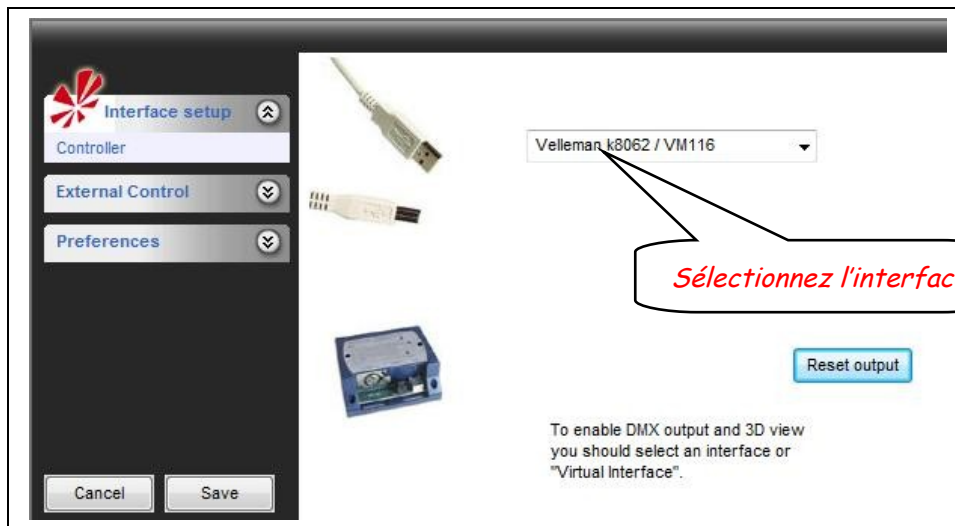 Interface setup
Controller
External Control
Preferences
Velleman k8062 / VM116
Sélectionnez l'interfac
Reset output
To enable DMX output and 3D view
you should select an interface or
"Virtual Interface".
Cancel
Save